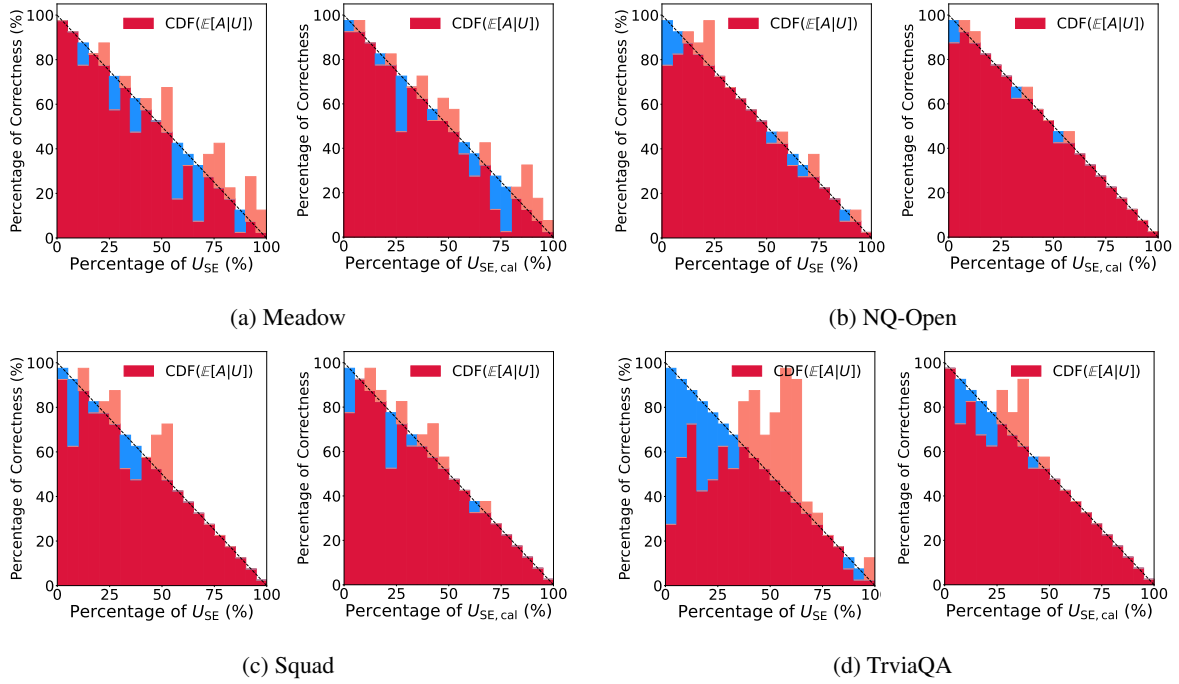 CDF(𝔼[A|U])
CDF(𝔼[A|U])
CDF(𝔼[A|U])
CDF(𝔼[A|U])
Percentage of Correctness (%)
100
80
60
40
20
0
0 25 50 75 100
Percentage of U_SE (%)
Percentage of Correctness
100
80
60
40
20
0
0 25 50 75 100
Percentage of U_SE, cal (%)
Percentage of Correctness (%)
100
80
60
40
20
0
0 25 50 75 100
Percentage of U_SE (%)
Percentage of Correctness
100
80
60
40
20
0
0 25 50 75 100
Percentage of U_SE, cal (%)
(a) Meadow
(b) NQ-Open
CDF(𝔼[A|U])
CDF(𝔼[A|U])
CDF(𝔼[A|U])
CDF(𝔼[A|U])
Percentage of Correctness (%)
100
80
60
40
20
0
0 25 50 75 100
Percentage of U_SE (%)
Percentage of Correctness
100
80
60
40
20
0
0 25 50 75 100
Percentage of U_SE, cal (%)
Percentage of Correctness (%)
100
80
60
40
20
0
0 25 50 75
Percentage of U_SE (%)
Percentage of Correctness
100
80
60
40
20
0
0 25 50 75 100
Percentage of U_SE, cal (%)
(c) Squad
(d) TrviaQA